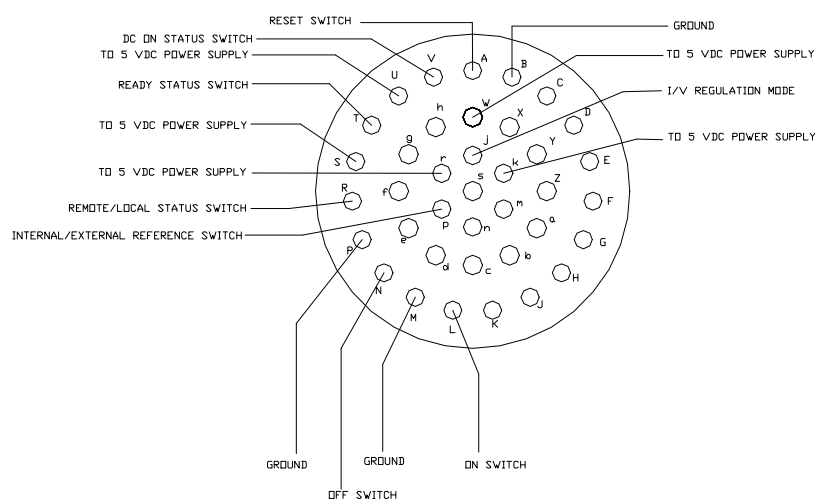 RESET SWITCH
GROUND
DC ON STATUS SWITCH
TO 5 VDC POWER SUPPLY
TO 5 VDC POWER SUPPLY
V A B
U C
READY STATUS SWITCH
I/V REGULATION MODE
h W X
T D
TO 5 VDC POWER SUPPLY
TO 5 VDC POWER SUPPLY
g j Y
S r k E
TO 5 VDC POWER SUPPLY
R f s Z F
REMOTE/LOCAL STATUS SWITCH
m
INTERNAL/EXTERNAL REFERENCE SWITCH
P e P n a G
d c b
N H
M L K J
GROUND
GROUND
ON SWITCH
OFF SWITCH